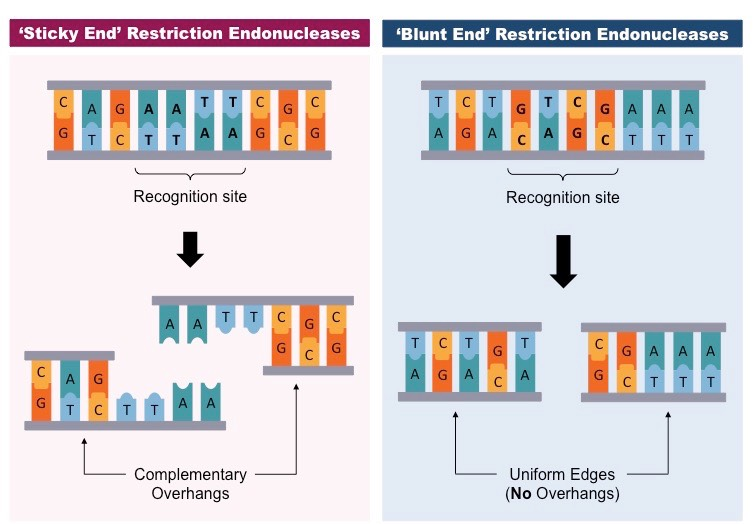 ‘Sticky End’ Restriction Endonucleases
C A G A A T T C G C
G T C T T A A G C G
Recognition site
A A T T C G C
G C G
C A G
G T C T T A A
Complementary
Overhangs
‘Blunt End’ Restriction Endonucleases
T C T G T C G A A A
A G A C A G C T T T
Recognition site
T C T G T
A G A C A
C G A A A
G C T T T
Uniform Edges
(No Overhangs)